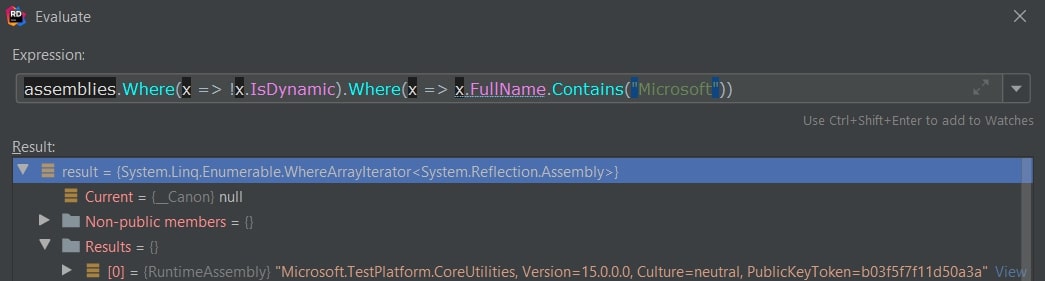 RD
Evaluate
Expression:
assemblies.Where(x => !x.IsDynamic).Where(x => x.FullName.Contains("Microsoft"))
Use Ctrl+Shift+Enter to add to Watches
Result:
result = {System.Linq.Enumerable.WhereArrayIterator<System.Reflection.Assembly>}
Current = {__Canon} null
Non-public members = {}
Results = {}
[0] = {RuntimeAssembly} "Microsoft.TestPlatform.CoreUtilities, Version=15.0.0.0, Culture=neutral, PublicKeyToken=b03f5f7f11d50a3a" View